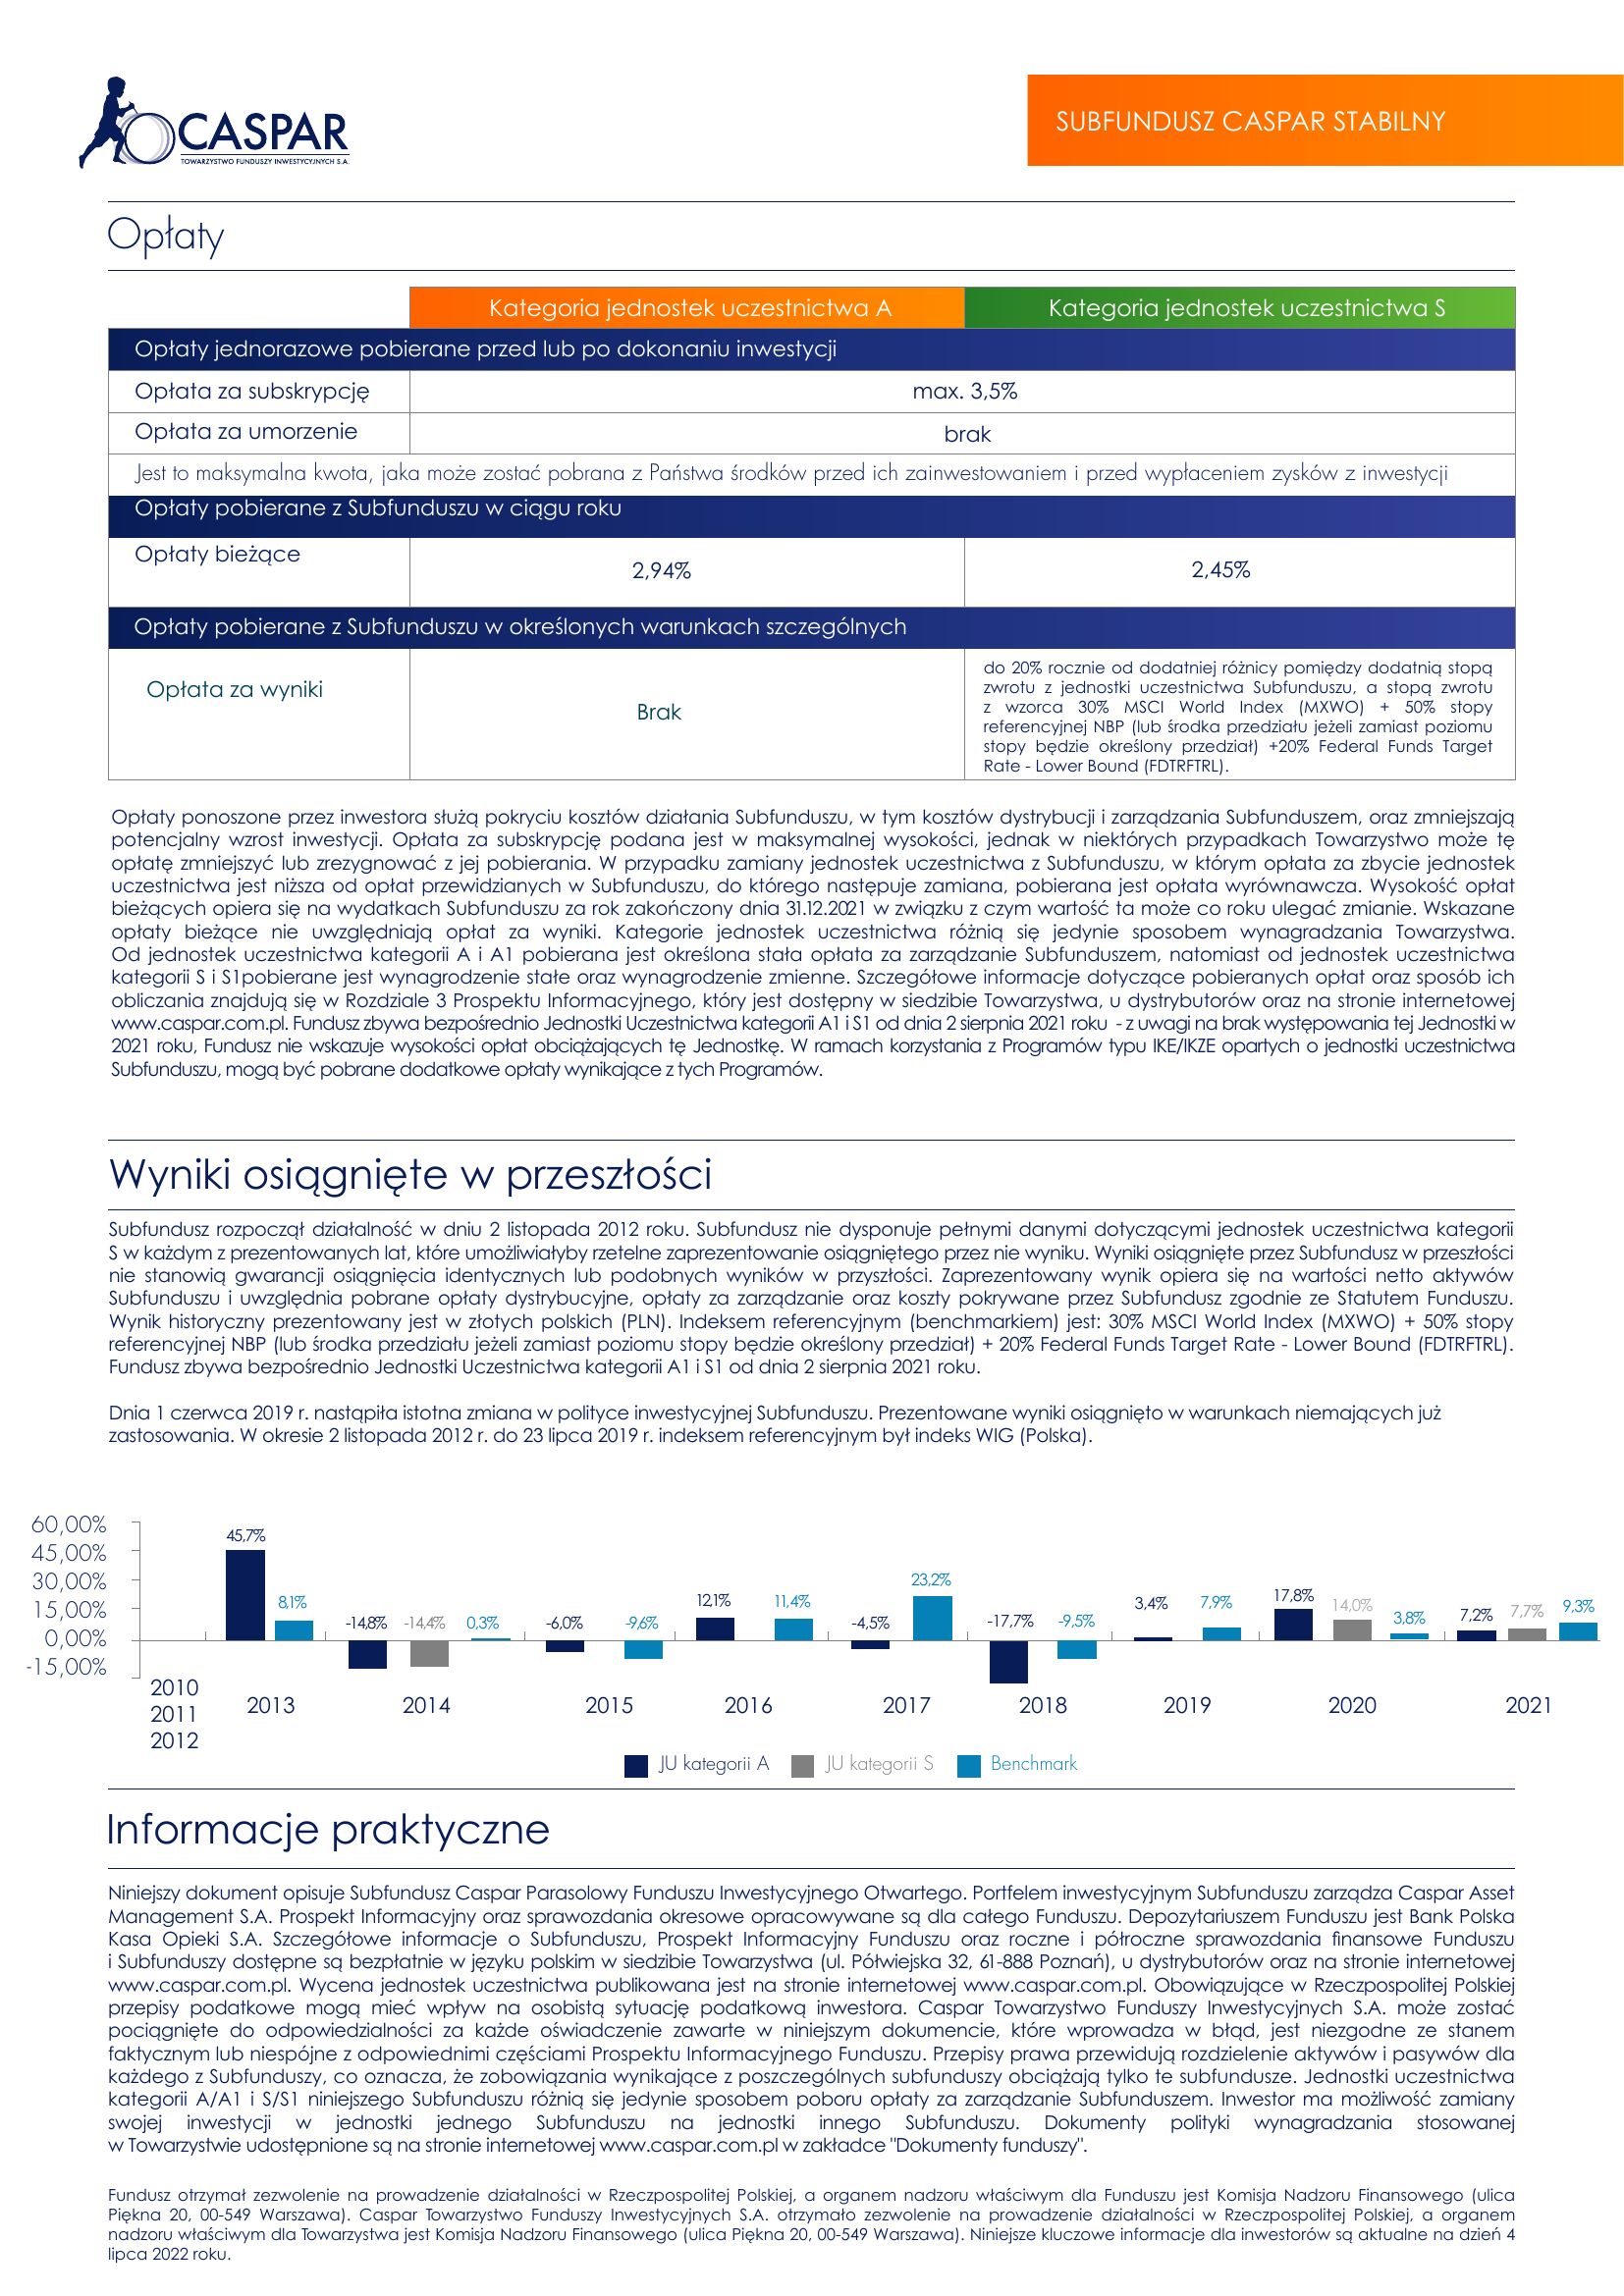 CASPAR
TOWARZYSTWO FUNDUSZY INWESTYCYJNYCH S.A.
SUBFUNDUSZ CASPAR STABILNY
Opłaty
Kategoria jednostek uczestnictwa A
Kategoria jednostek uczestnictwa S
Opłaty jednorazowe pobierane przed lub po dokonaniu inwestycji
Opłata za subskrypcję
max. 3,5%
Opłata za umorzenie
brak
Jest to maksymalna kwota, jaka może zostać pobrana z Państwa środków przed ich zainwestowaniem i przed wypłaceniem zysków z inwestycji
Opłaty pobierane z Subfunduszu w ciągu roku
Opłaty bieżące
2,94%
2,45%
Opłaty pobierane z Subfunduszu w określonych warunkach szczególnych
Opłata za wyniki
Brak
do 20% rocznie od dodatniej różnicy pomiędzy dodatnią stopą
zwrotu z jednostki uczestnictwa Subfunduszu, a stopą zwrotu
z wzorca 30% MSCI World Index (MXWO) + 50% stopy
referencyjnej NBP (lub środka przedziału jeżeli zamiast poziomu
stopy będzie określony przedział) +20% Federal Funds Target
Rate - Lower Bound (FDTRFTRL).
Opłaty ponoszone przez inwestora służą pokryciu kosztów działania Subfunduszu, w tym kosztów dystrybucji i zarządzania Subfunduszem, oraz zmniejszają
potencjalny wzrost inwestycji. Opłata za subskrypcję podana jest w maksymalnej wysokości, jednak w niektórych przypadkach Towarzystwo może tę
opłatę zmniejszyć lub zrezygnować z jej pobierania. W przypadku zamiany jednostek uczestnictwa z Subfunduszu, w którym opłata za zbycie jednostek
uczestnictwa jest niższa od opłat przewidzianych w Subfunduszu, do którego następuje zamiana, pobierana jest opłata wyrównawcza. Wysokość opłat
bieżących opiera się na wydatkach Subfunduszu za rok zakończony dnia 31.12.2021 w związku z czym wartość ta może co roku ulegać zmianie. Wskazane
opłaty bieżące nie uwzględniają opłat za wyniki. Kategorie jednostek uczestnictwa różnią się jedynie sposobem wynagradzania Towarzystwa.
Od jednostek uczestnictwa kategorii A i A1 pobierana jest określona stała opłata za zarządzanie Subfunduszem, natomiast od jednostek uczestnictwa
kategorii S i S1pobierane jest wynagrodzenie stałe oraz wynagrodzenie zmienne. Szczegółowe informacje dotyczące pobieranych opłat oraz sposób ich
obliczania znajdują się w Rozdziale 3 Prospektu Informacyjnego, który jest dostępny w siedzibie Towarzystwa, u dystrybutorów oraz na stronie internetowej
www.caspar.com.pl. Fundusz zbywa bezpośrednio Jednostki Uczestnictwa kategorii A1 i S1 od dnia 2 sierpnia 2021 roku - z uwagi na brak występowania tej Jednostki w
2021 roku, Fundusz nie wskazuje wysokości opłat obciążających tę Jednostkę. W ramach korzystania z Programów typu IKE/IKZE opartych o jednostki uczestnictwa
Subfunduszu, mogą być pobrane dodatkowe opłaty wynikające z tych Programów.
Wyniki osiągnięte w przeszłości
Subfundusz rozpoczął działalność w dniu 2 listopada 2012 roku. Subfundusz nie dysponuje pełnymi danymi dotyczącymi jednostek uczestnictwa kategorii
S w każdym z prezentowanych lat, które umożliwiałyby rzetelne zaprezentowanie osiągniętego przez nie wyniku. Wyniki osiągnięte przez Subfundusz w przeszłości
nie stanowią gwarancji osiągnięcia identycznych lub podobnych wyników w przyszłości. Zaprezentowany wynik opiera się na wartości netto aktywów
Subfunduszu i uwzględnia pobrane opłaty dystrybucyjne, opłaty za zarządzanie oraz koszty pokrywane przez Subfundusz zgodnie ze Statutem Funduszu.
Wynik historyczny prezentowany jest w złotych polskich (PLN). Indeksem referencyjnym (benchmarkiem) jest: 30% MSCI World Index (MXWO) + 50% stopy
referencyjnej NBP (lub środka przedziału jeżeli zamiast poziomu stopy będzie określony przedział) + 20% Federal Funds Target Rate - Lower Bound (FDTRFTRL).
Fundusz zbywa bezpośrednio Jednostki Uczestnictwa kategorii A1 i S1 od dnia 2 sierpnia 2021 roku.
Dnia 1 czerwca 2019 r. nastąpiła istotna zmiana w polityce inwestycyjnej Subfunduszu. Prezentowane wyniki osiągnięto w warunkach niemających już
zastosowania. W okresie 2 listopada 2012 r. do 23 lipca 2019 r. indeksem referencyjnym był indeks WIG (Polska).
60,00%
45,00%
30,00%
15,00%
0,00%
-15,00%
45,7%
8,1%
-14,8%
-14,4%
0,3%
-6,0%
-9,6%
12,1%
11,4%
-4,5%
23,2%
-17,7%
-9,5%
3,4%
7,9%
17,8%
14,0%
3,8%
7,2%
7,7%
9,3%
2010
2011
2012
2013
2014
2015
2016
2017
2018
2019
2020
2021
JU kategorii A
JU kategorii S
Benchmark
Informacje praktyczne
Niniejszy dokument opisuje Subfundusz Caspar Parasolowy Funduszu Inwestycyjnego Otwartego. Portfelem inwestycyjnym Subfunduszu zarządza Caspar Asset
Management S.A. Prospekt Informacyjny oraz sprawozdania okresowe opracowywane są dla całego Funduszu. Depozytariuszem Funduszu jest Bank Polska
Kasa Opieki S.A. Szczegółowe informacje o Subfunduszu, Prospekt Informacyjny Funduszu oraz roczne i półroczne sprawozdania finansowe Funduszu
i Subfunduszy dostępne są bezpłatnie w języku polskim w siedzibie Towarzystwa (ul. Półwiejska 32, 61-888 Poznań), u dystrybutorów oraz na stronie internetowej
www.caspar.com.pl. Wycena jednostek uczestnictwa publikowana jest na stronie internetowej www.caspar.com.pl. Obowiązujące w Rzeczpospolitej Polskiej
przepisy podatkowe mogą mieć wpływ na osobistą sytuację podatkową inwestora. Caspar Towarzystwo Funduszy Inwestycyjnych S.A. może zostać
pociągnięte do odpowiedzialności za każde oświadczenie zawarte w niniejszym dokumencie, które wprowadza w błąd, jest niezgodne ze stanem
faktycznym lub niespójne z odpowiednimi częściami Prospektu Informacyjnego Funduszu. Przepisy prawa przewidują rozdzielenie aktywów i pasywów dla
każdego z Subfunduszy, co oznacza, że zobowiązania wynikające z poszczególnych subfunduszy obciążają tylko te subfundusze. Jednostki uczestnictwa
kategorii A/A1 i S/S1 niniejszego Subfunduszu różnią się jedynie sposobem poboru opłaty za zarządzanie Subfunduszem. Inwestor ma możliwość zamiany
swojej inwestycji w jednostki jednego Subfunduszu na jednostki innego Subfunduszu. Dokumenty polityki wynagradzania stosowanej
w Towarzystwie udostępnione są na stronie internetowej www.caspar.com.pl w zakładce "Dokumenty funduszy".
Fundusz otrzymał zezwolenie na prowadzenie działalności w Rzeczpospolitej Polskiej, a organem nadzoru właściwym dla Funduszu jest Komisja Nadzoru Finansowego (ulica
Piękna 20, 00-549 Warszawa). Caspar Towarzystwo Funduszy Inwestycyjnych S.A. otrzymało zezwolenie na prowadzenie działalności w Rzeczpospolitej Polskiej, a organem
nadzoru właściwym dla Towarzystwa jest Komisja Nadzoru Finansowego (ulica Piękna 20, 00-549 Warszawa). Niniejsze kluczowe informacje dla inwestorów są aktualne na dzień 4
lipca 2022 roku.